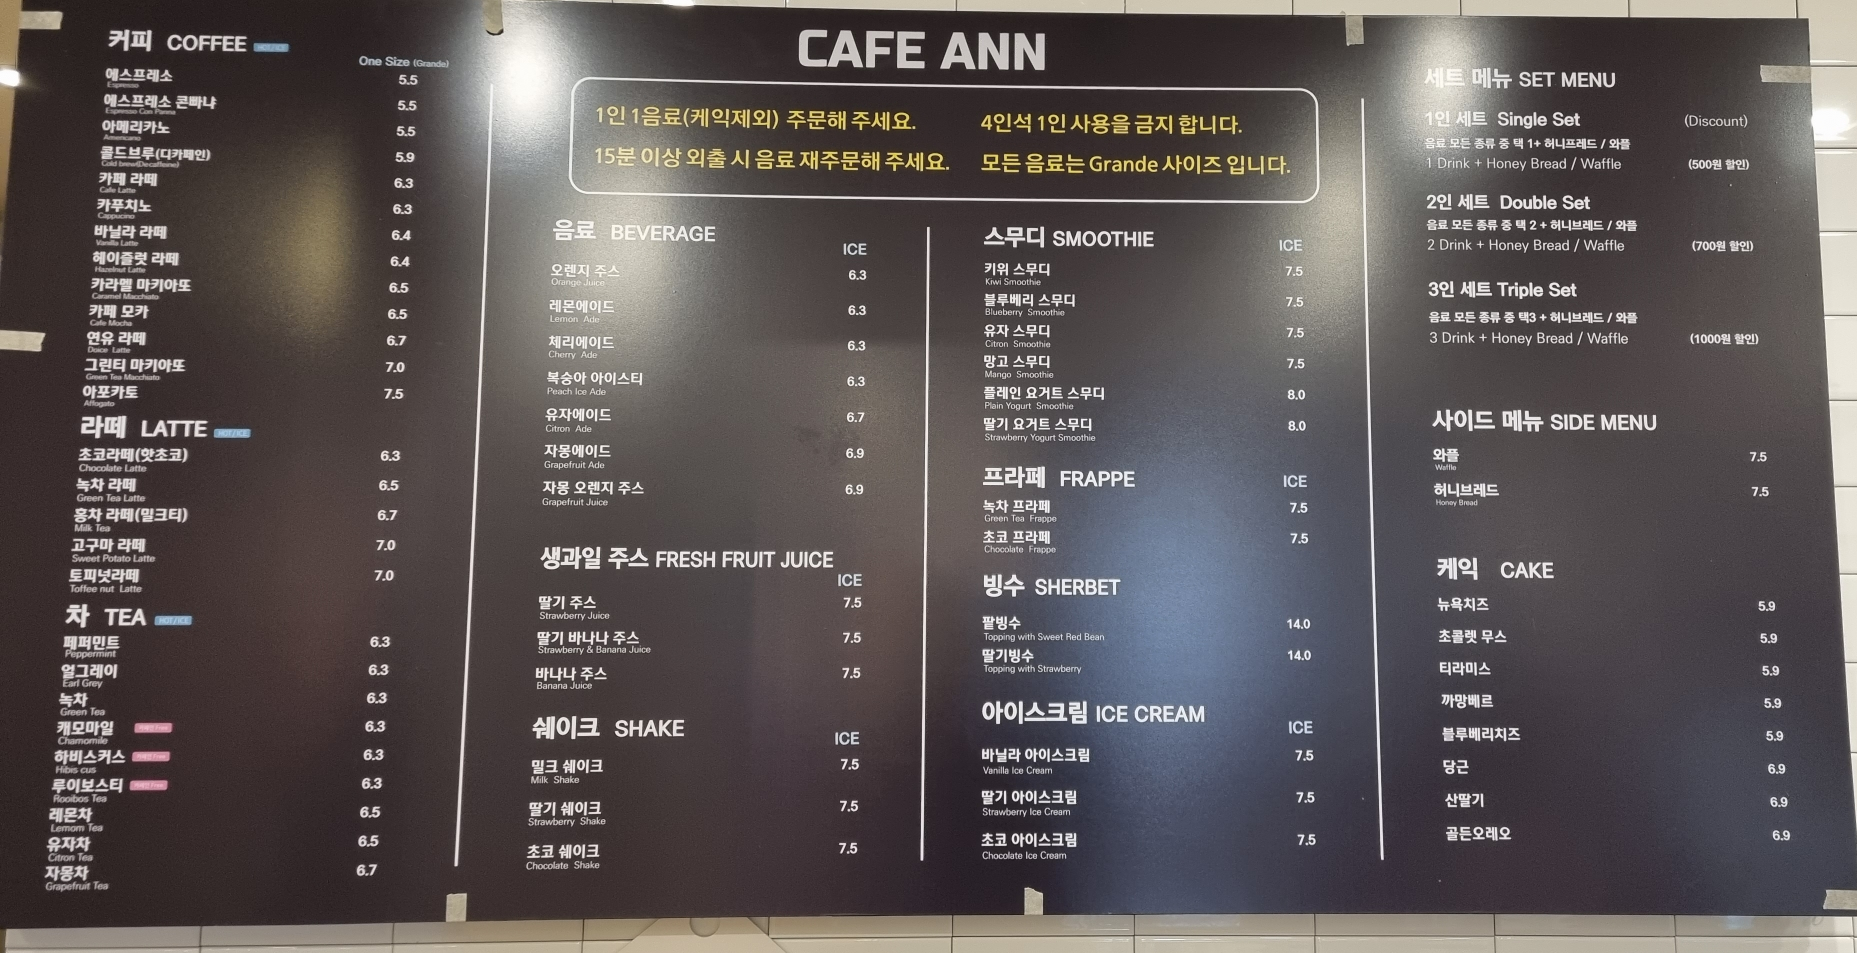 CAFE ANN
1인 1음료(케익제외) 주문해 주세요.
15분 이상 외출 시 음료 재주문해 주세요.
4인석 1인 사용을 금지 합니다.
모든 음료는 Grande 사이즈 입니다.
커피 COFFEE HOT/ICE
One Size (Grande)
에스프레소 5.5
Espresso
에스프레소 콘빠냐 5.5
Espresso Con Panna
아메리카노 5.5
Americano
콜드브루(디카페인) 5.9
Cold brew(Decaffeine)
카페 라떼 6.3
Cafe Latte
카푸치노 6.3
Cappucino
바닐라 라떼 6.4
Vanilla Latte
헤이즐럿 라떼 6.4
Hazelnut Latte
카라멜 마키아또 6.5
Caramel Macchiato
카페 모카 6.5
Cafe Mocha
연유 라떼 6.7
Dolce Latte
그린티 마키아또 7.0
Green Tea Macchiato
아포카토 7.5
Affogato
라떼 LATTE HOT/ICE
초코라떼(핫초코) 6.3
Chocolate Latte
녹차 라떼 6.5
Green Tea Latte
홍차 라떼(밀크티) 6.7
Milk Tea
고구마 라떼 7.0
Sweet Potato Latte
토피넛라떼 7.0
Toffee nut Latte
차 TEA HOT/ICE
페퍼민트 6.3
Peppermint
얼그레이 6.3
Earl Grey
녹차 6.3
Green Tea
캐모마일 카페인 Free 6.3
Chamomile
하비스커스 카페인 Free 6.3
Hibis cus
루이보스티 카페인 Free 6.3
Rooibos Tea
레몬차 6.5
Lemom Tea
유자차 6.5
Citron Tea
자몽차 6.7
Grapefruit Tea
음료 BEVERAGE
ICE
오렌지 주스 6.3
Orange Juice
레몬에이드 6.3
Lemon Ade
체리에이드 6.3
Cherry Ade
복숭아 아이스티 6.3
Peach Ice Ade
유자에이드 6.7
Citron Ade
자몽에이드 6.9
Grapefruit Ade
자몽 오렌지 주스 6.9
Grapefruit Juice
생과일 주스 FRESH FRUIT JUICE
ICE
딸기 주스 7.5
Strawberry Juice
딸기 바나나 주스 7.5
Strawberry & Banana Juice
바나나 주스 7.5
Banana Juice
쉐이크 SHAKE
ICE
밀크 쉐이크 7.5
Milk Shake
딸기 쉐이크 7.5
Strawberry Shake
초코 쉐이크 7.5
Chocolate Shake
스무디 SMOOTHIE
ICE
키위 스무디 7.5
Kiwi Smoothie
블루베리 스무디 7.5
Blueberry Smoothie
유자 스무디 7.5
Citron Smoothie
망고 스무디 7.5
Mango Smoothie
플레인 요거트 스무디 8.0
Plain Yogurt Smoothie
딸기 요거트 스무디 8.0
Strawberry Yogurt Smoothie
프라페 FRAPPE
ICE
녹차 프라페 7.5
Green Tea Frappe
초코 프라페 7.5
Chocolate Frappe
빙수 SHERBET
팥빙수 14.0
Topping with Sweet Red Bean
딸기빙수 14.0
Topping with Strawberry
아이스크림 ICE CREAM
ICE
바닐라 아이스크림 7.5
Vanilla Ice Cream
딸기 아이스크림 7.5
Strawberry Ice Cream
초코 아이스크림 7.5
Chocolate Ice Cream
세트 메뉴 SET MENU
1인 세트 Single Set (Discount)
음료 모든 종류 중 택 1+ 허니프레드 / 와플
1 Drink + Honey Bread / Waffle (500원 할인)
2인 세트 Double Set
음료 모든 종류 중 택 2 + 허니브레드 / 와플
2 Drink + Honey Bread / Waffle (700원 할인)
3인 세트 Triple Set
음료 모든 종류 중 택3 + 허니브레드 / 와플
3 Drink + Honey Bread / Waffle (1000원 할인)
사이드 메뉴 SIDE MENU
와플 7.5
Waffle
허니브레드 7.5
Honey Bread
케익 CAKE
뉴욕치즈 5.9
초콜렛 무스 5.9
티라미스 5.9
까망베르 5.9
블루베리치즈 5.9
당근 6.9
산딸기 6.9
골든오레오 6.9